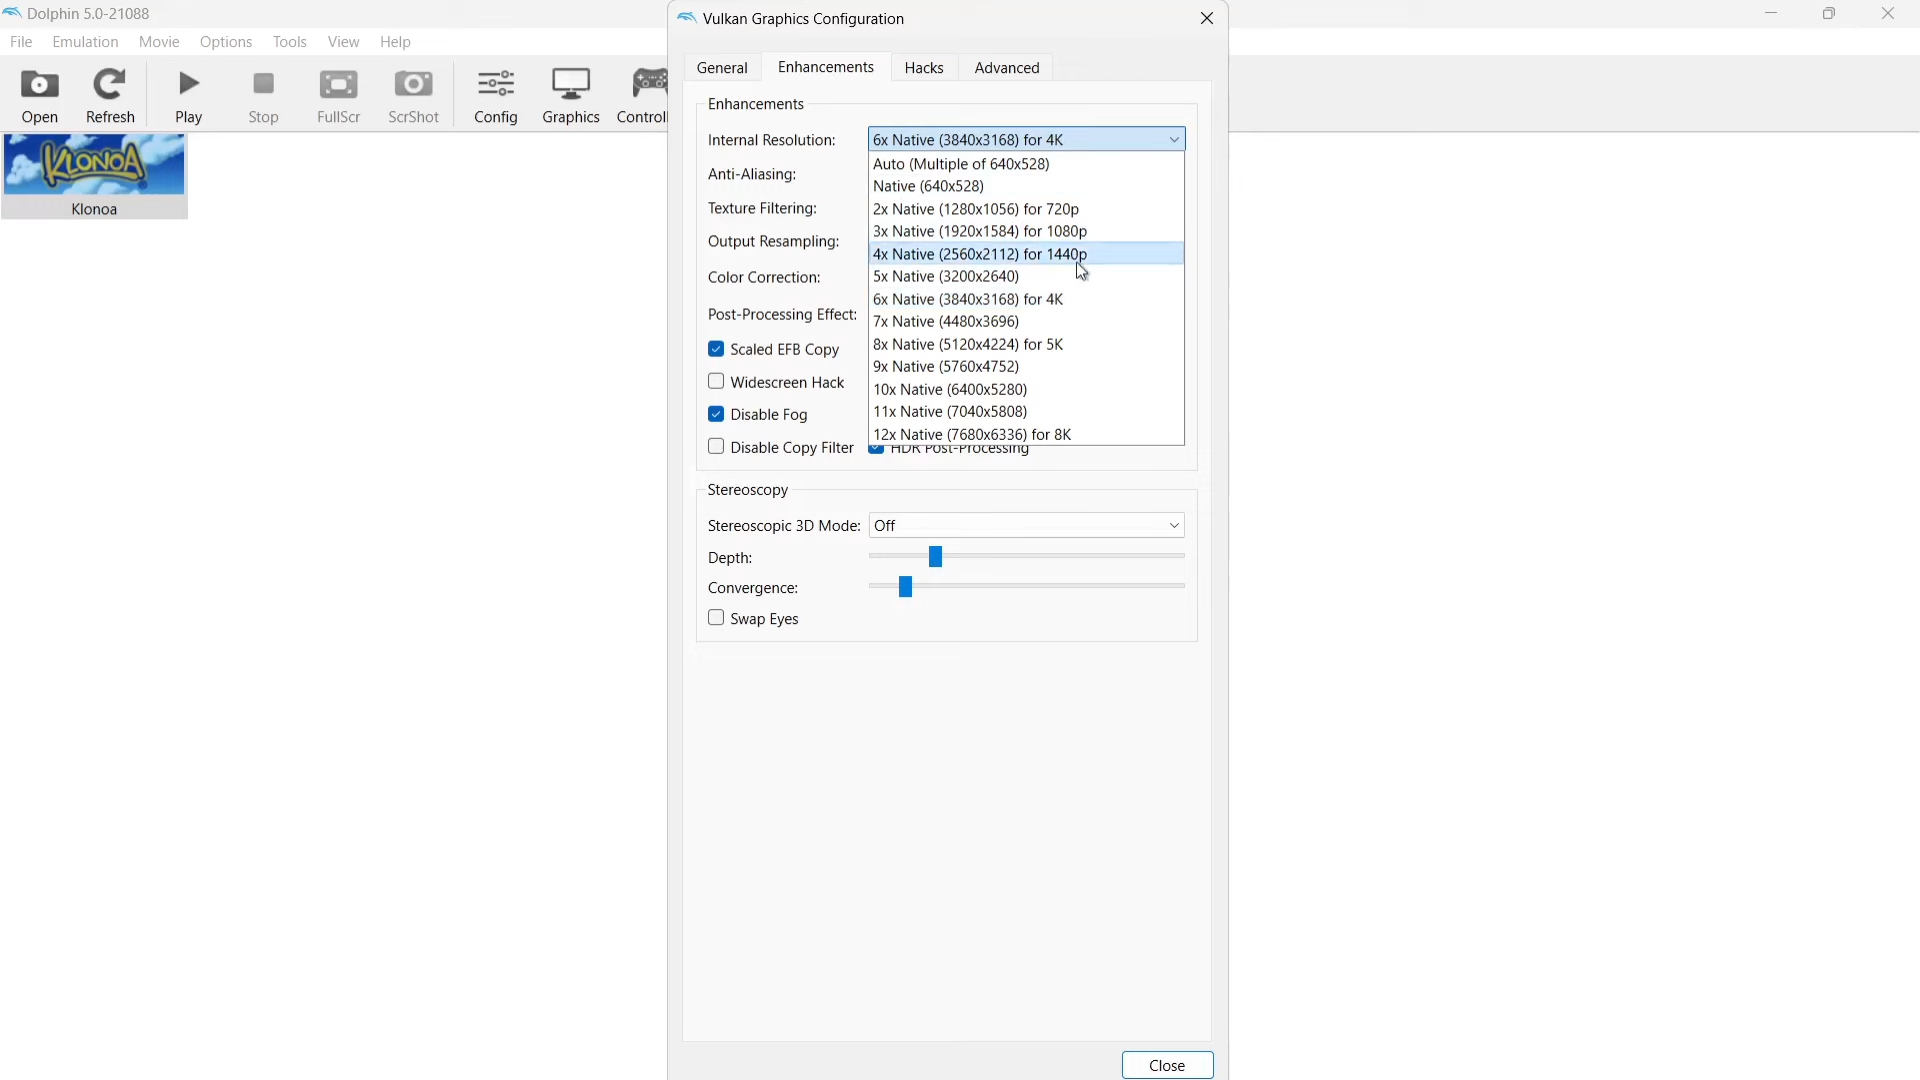 Dolphin 5.0-21088
File Emulation Movie Options Tools View Help
Open Refresh Play Stop FullScr ScrShot Config Graphics Controll
KLONOA
Klonoa
Vulkan Graphics Configuration
General Enhancements Hacks Advanced
Enhancements
Internal Resolution: 6x Native (3840x3168) for 4K
Auto (Multiple of 640x528)
Native (640x528)
2x Native (1280x1056) for 720p
3x Native (1920x1584) for 1080p
4x Native (2560x2112) for 1440p
5x Native (3200x2640)
6x Native (3840x3168) for 4K
7x Native (4480x3696)
8x Native (5120x4224) for 5K
9x Native (5760x4752)
10x Native (6400x5280)
11x Native (7040x5808)
12x Native (7680x6336) for 8K
Anti-Aliasing:
Texture Filtering:
Output Resampling:
Color Correction:
Post-Processing Effect:
Scaled EFB Copy
Widescreen Hack
Disable Fog
Disable Copy Filter HDR Post-Processing
Stereoscopy
Stereoscopic 3D Mode: Off
Depth:
Convergence:
Swap Eyes
Close